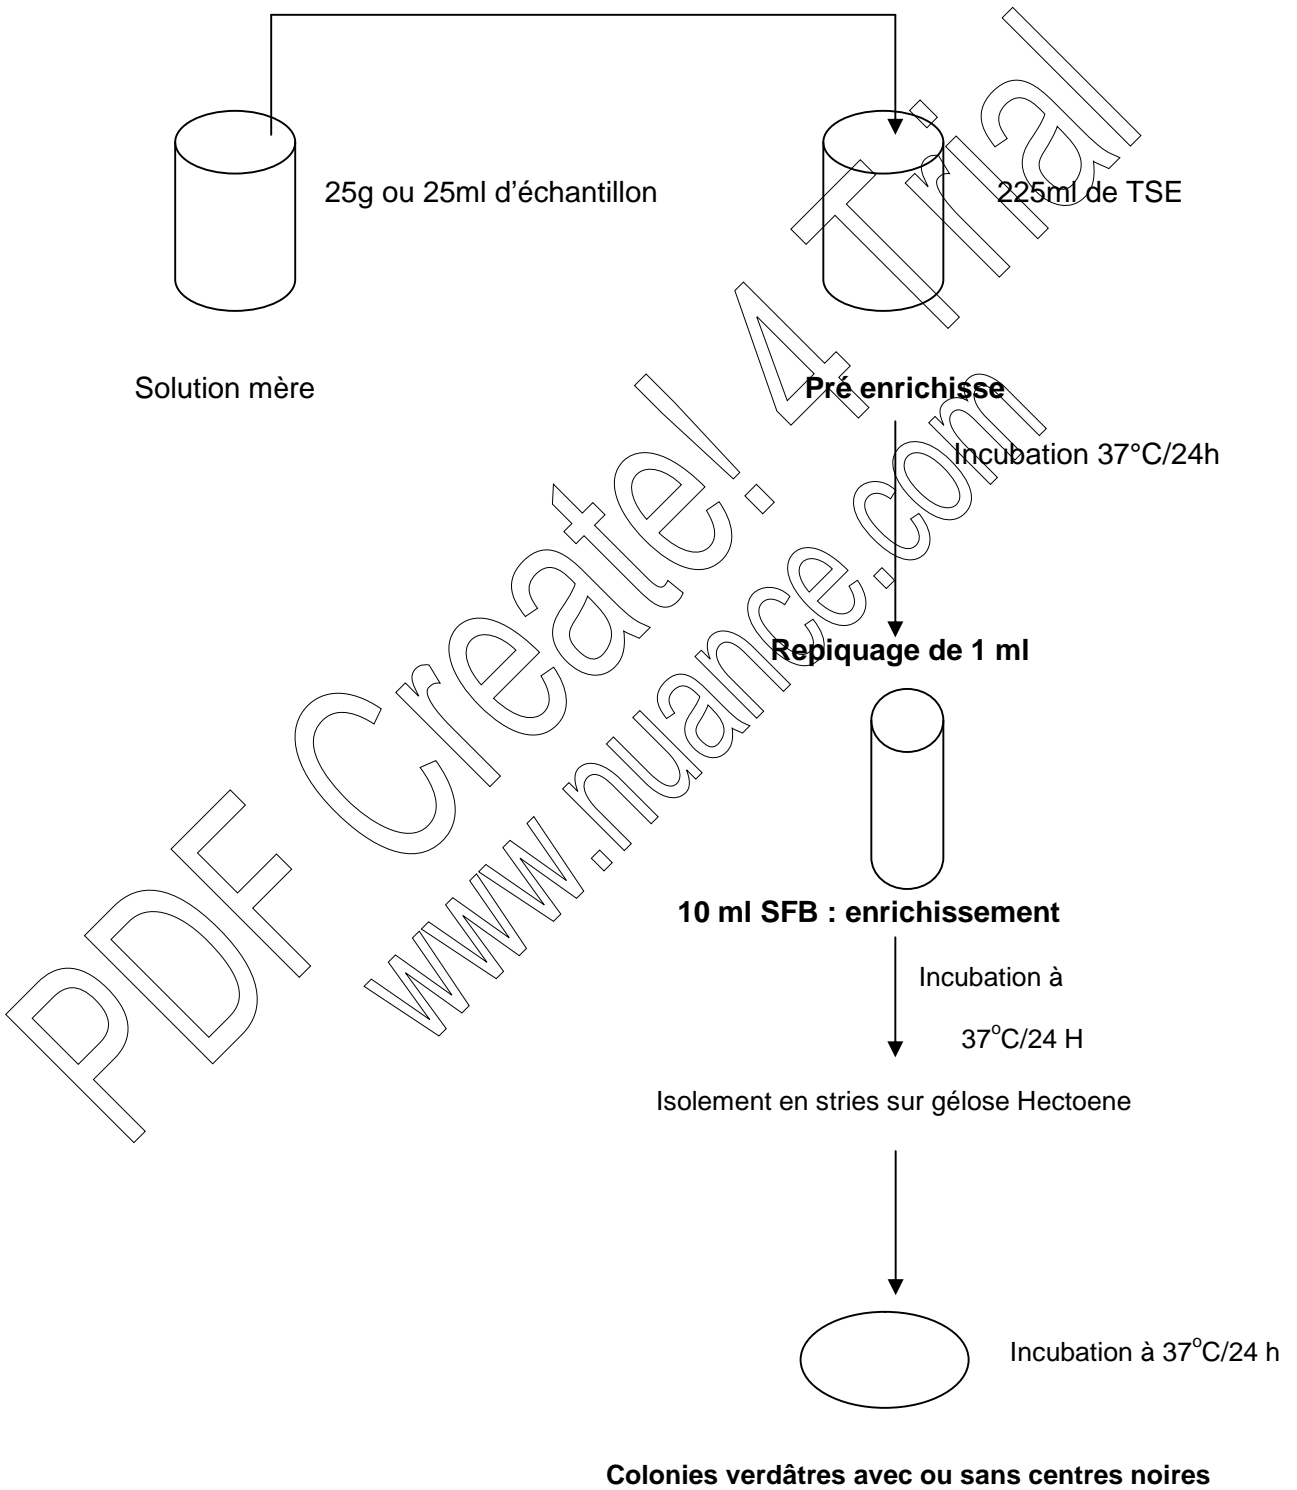 25g ou 25ml d'échantillon
225ml de TSE
Solution mère
Pré enrichisse
Incubation 37°C/24h
Repiquage de 1 ml
10 ml SFB : enrichissement
Incubation à
37°C/24 H
Isolement en stries sur gélose Hectoene
Incubation à 37°C/24 h
Colonies verdâtres avec ou sans centres noires
PDF Create! 4 Trial
www.nuance.com